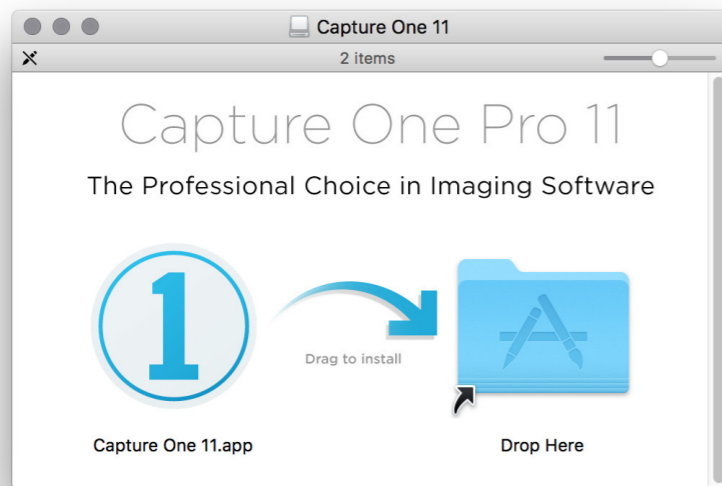 Capture One 11
2 items
Capture One Pro 11
The Professional Choice in Imaging Software
1
Drag to install
Capture One 11.app
Drop Here